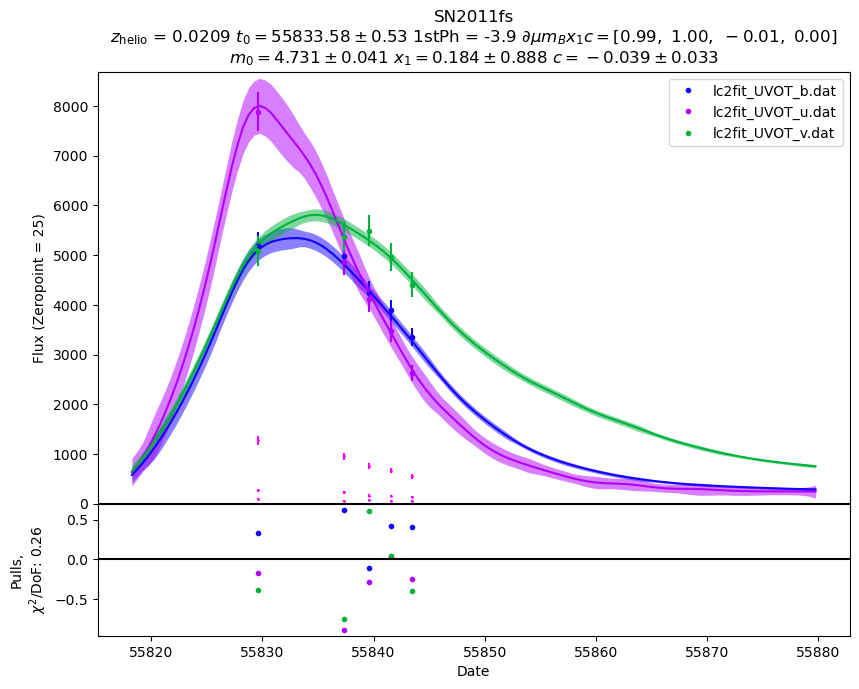 SN2011fs
z_helio = 0.0209 t_0 = 55833.58 ± 0.53 1stPh = -3.9 ∂μm_Bx_1c = [0.99, 1.00, −0.01, 0.00]
m_0 = 4.731 ± 0.041 x_1 = 0.184 ± 0.888 c = −0.039 ± 0.033
lc2fit_UVOT_b.dat
lc2fit_UVOT_u.dat
lc2fit_UVOT_v.dat
Flux (Zeropoint = 25)
8000
7000
6000
5000
4000
3000
2000
1000
0
Pulls,
χ²/DoF: 0.26
0.5
0.0
−0.5
55820 55830 55840 55850 55860 55870 55880
Date